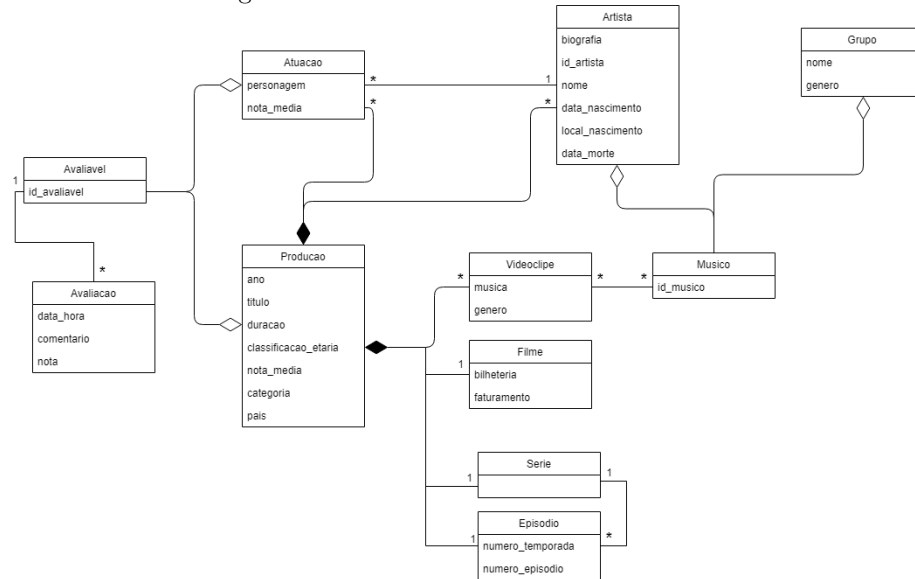 Artista
biografia
id_artista
nome
data_nascimento
local_nascimento
data_morte
Grupo
nome
genero
Atuacao
personagem
nota_media
*
*
1
*
Avaliavel
id_avaliavel
1
*
Avaliacao
data_hora
comentario
nota
Producao
ano
titulo
duracao
classificacao_etaria
nota_media
categoria
pais
Videoclipe
musica
genero
*
*
*
Musico
id_musico
Filme
bilheteria
faturamento
1
Serie
1
1
Episodio
numero_temporada
numero_episodio
1
*